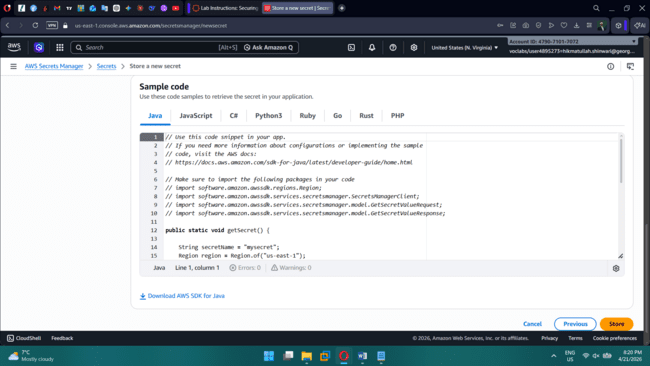 Lab Instructions: Securing
Store a new secret | Secret
VPN
us-east-1.console.aws.amazon.com/secretsmanager/newsecret
AI
aws
Search
[Alt+S]
Ask Amazon Q
United States (N. Virginia)
Account ID: 4790-7181-7072
AWS Secrets Manager
Secrets
Store a new secret
Sample code
Use these code samples to retrieve the secret in your application.
Java
JavaScript
C#
Python3
Ruby
Go
Rust
PHP
1 // Use this code snippet in your app.
2 // If you need more information about configurations or implementing the sample
3 // code, visit the AWS docs:
4 // https://docs.aws.amazon.com/sdk-for-java/latest/developer-guide/home.html
5
6 // Make sure to import the following packages in your code
7 // import software.amazon.awssdk.regions.Region;
8 // import software.amazon.awssdk.services.secretsmanager.SecretsManagerClient;
9 // import software.amazon.awssdk.services.secretsmanager.model.GetSecretValueRequest;
10 // import software.amazon.awssdk.services.secretsmanager.model.GetSecretValueResponse;
11
12 public static void getSecret() {
13
14 String secretName = "mysecret";
15 Region region = Region.of("us-east-1");
Java Line 1, column 1 Errors: 0 Warnings: 0
Download AWS SDK for Java
Cancel
Previous
Store
CloudShell
Feedback
© 2026, Amazon Web Services, Inc. or its affiliates.
Privacy
Terms
Cookie preferences
7°C
Mostly cloudy
ENG
US
8:20 PM
4/21/2026